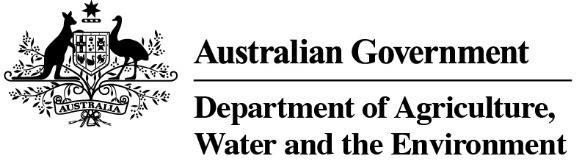 Australian Government
Department of Agriculture,
Water and the Environment
AUSTRALIA